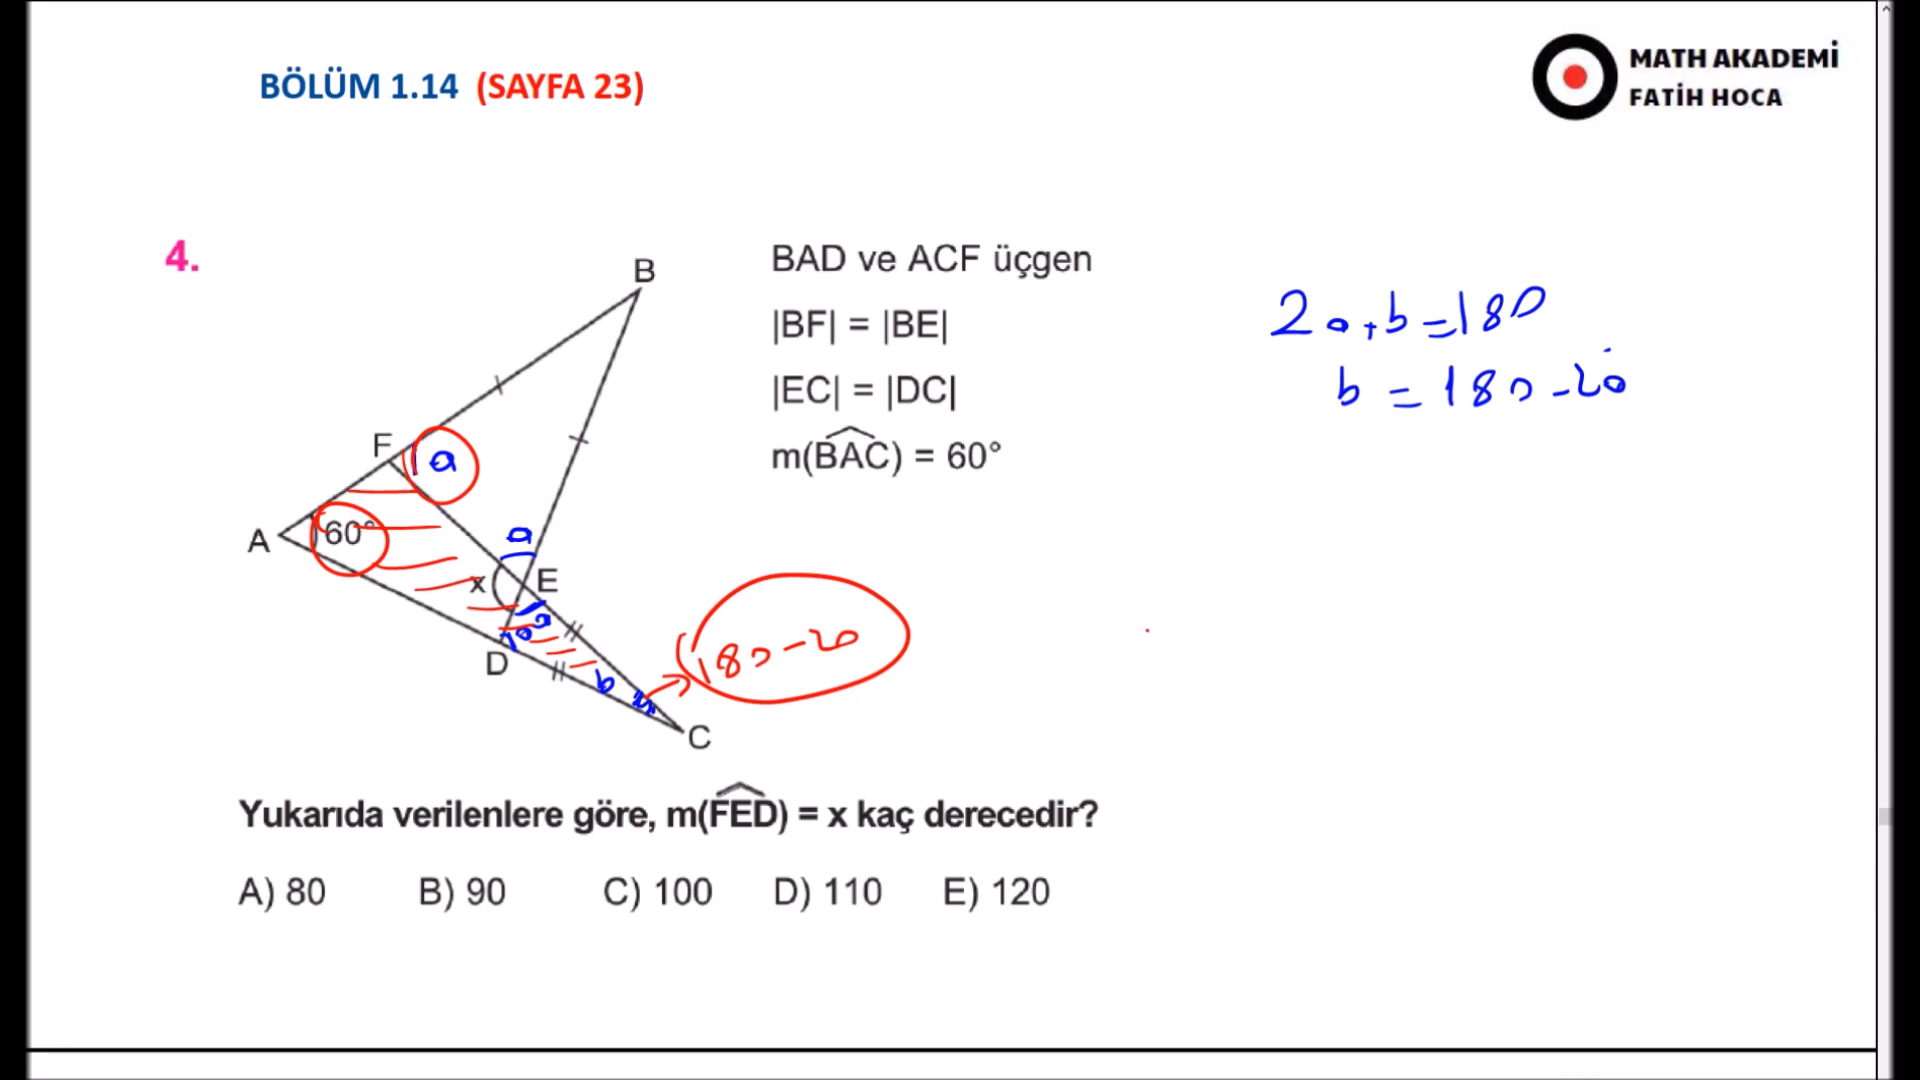 BÖLÜM 1.14 (SAYFA 23)
MATH AKADEMİ
FATİH HOCA
4.
BAD ve ACF üçgen
|BF| = |BE|
|EC| = |DC|
m(BAC) = 60°
2a+b=180
b=180-2a
B
F
a
A
60°
a
x
E
a
a
D
b
180-2a
C
Yukarıda verilenlere göre, m(FED) = x kaç derecedir?
A) 80 B) 90 C) 100 D) 110 E) 120